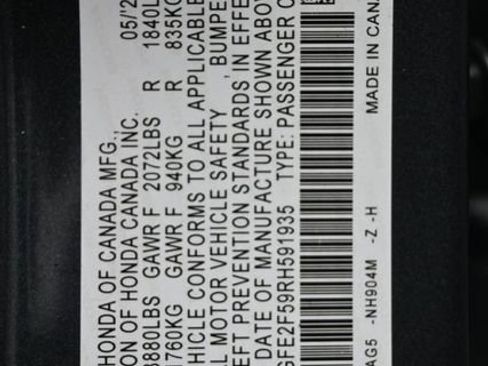 HONDA OF CANADA MFG., 05/2
ON OF HONDA CANADA INC.
3880LBS GAWR F 2072LBS R 1840L
1760KG GAWR F 940KG R 835KG
HICLE CONFORMS TO ALL APPLICABLE
L MOTOR VEHICLE SAFETY , BUMPE
EFT PREVENTION STANDARDS IN EFFE
DATE OF MANUFACTURE SHOWN ABOV
GFE2F59RH591935 TYPE: PASSENGER C
MADE IN CANA
AG5 -NH904M -Z -H